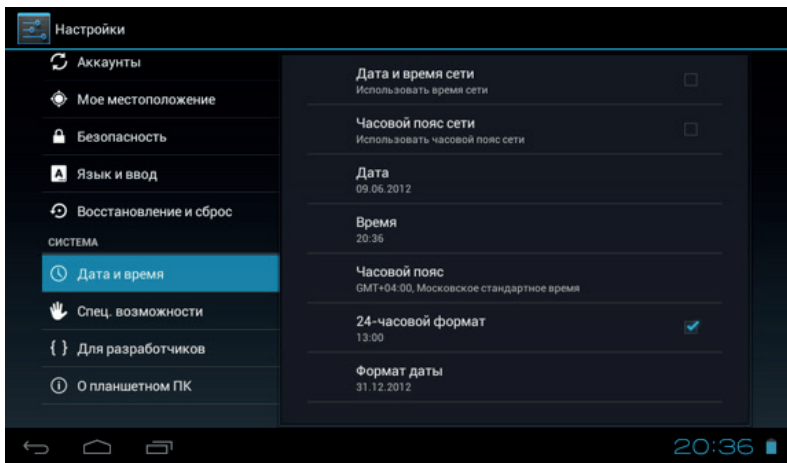 Настройки
Аккаунты
Мое местоположение
Безопасность
Язык и ввод
Восстановление и сброс
СИСТЕМА
Дата и время
Спец. возможности
Для разработчиков
О планшетном ПК
Дата и время сети
Использовать время сети
Часовой пояс сети
Использовать часовой пояс сети
Дата
09.06.2012
Время
20:36
Часовой пояс
GMT+04:00, Московское стандартное время
24-часовой формат
13:00
Формат даты
31.12.2012
20:36